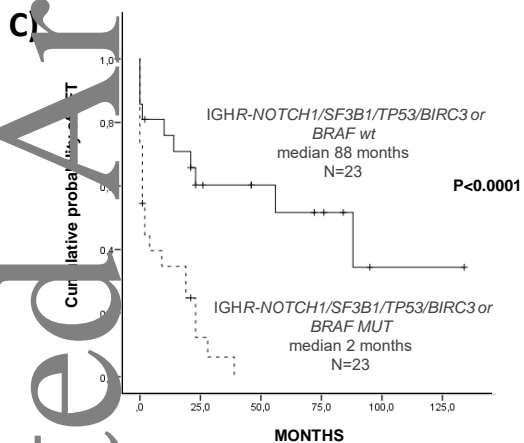 C)
1,0
IGHR-NOTCH1/SF3B1/TP53/BIRC3 or
0,8
BRAF wt
median 88 months
N=23
P<0.0001
Cumulative
0,4
IGHR-NOTCH1/SF3B1/TP53/BIRC3 or
BRAF MUT
median 2 months
N=23
,0 25,0 50,0 75,0 100,0 125,0
MONTHS